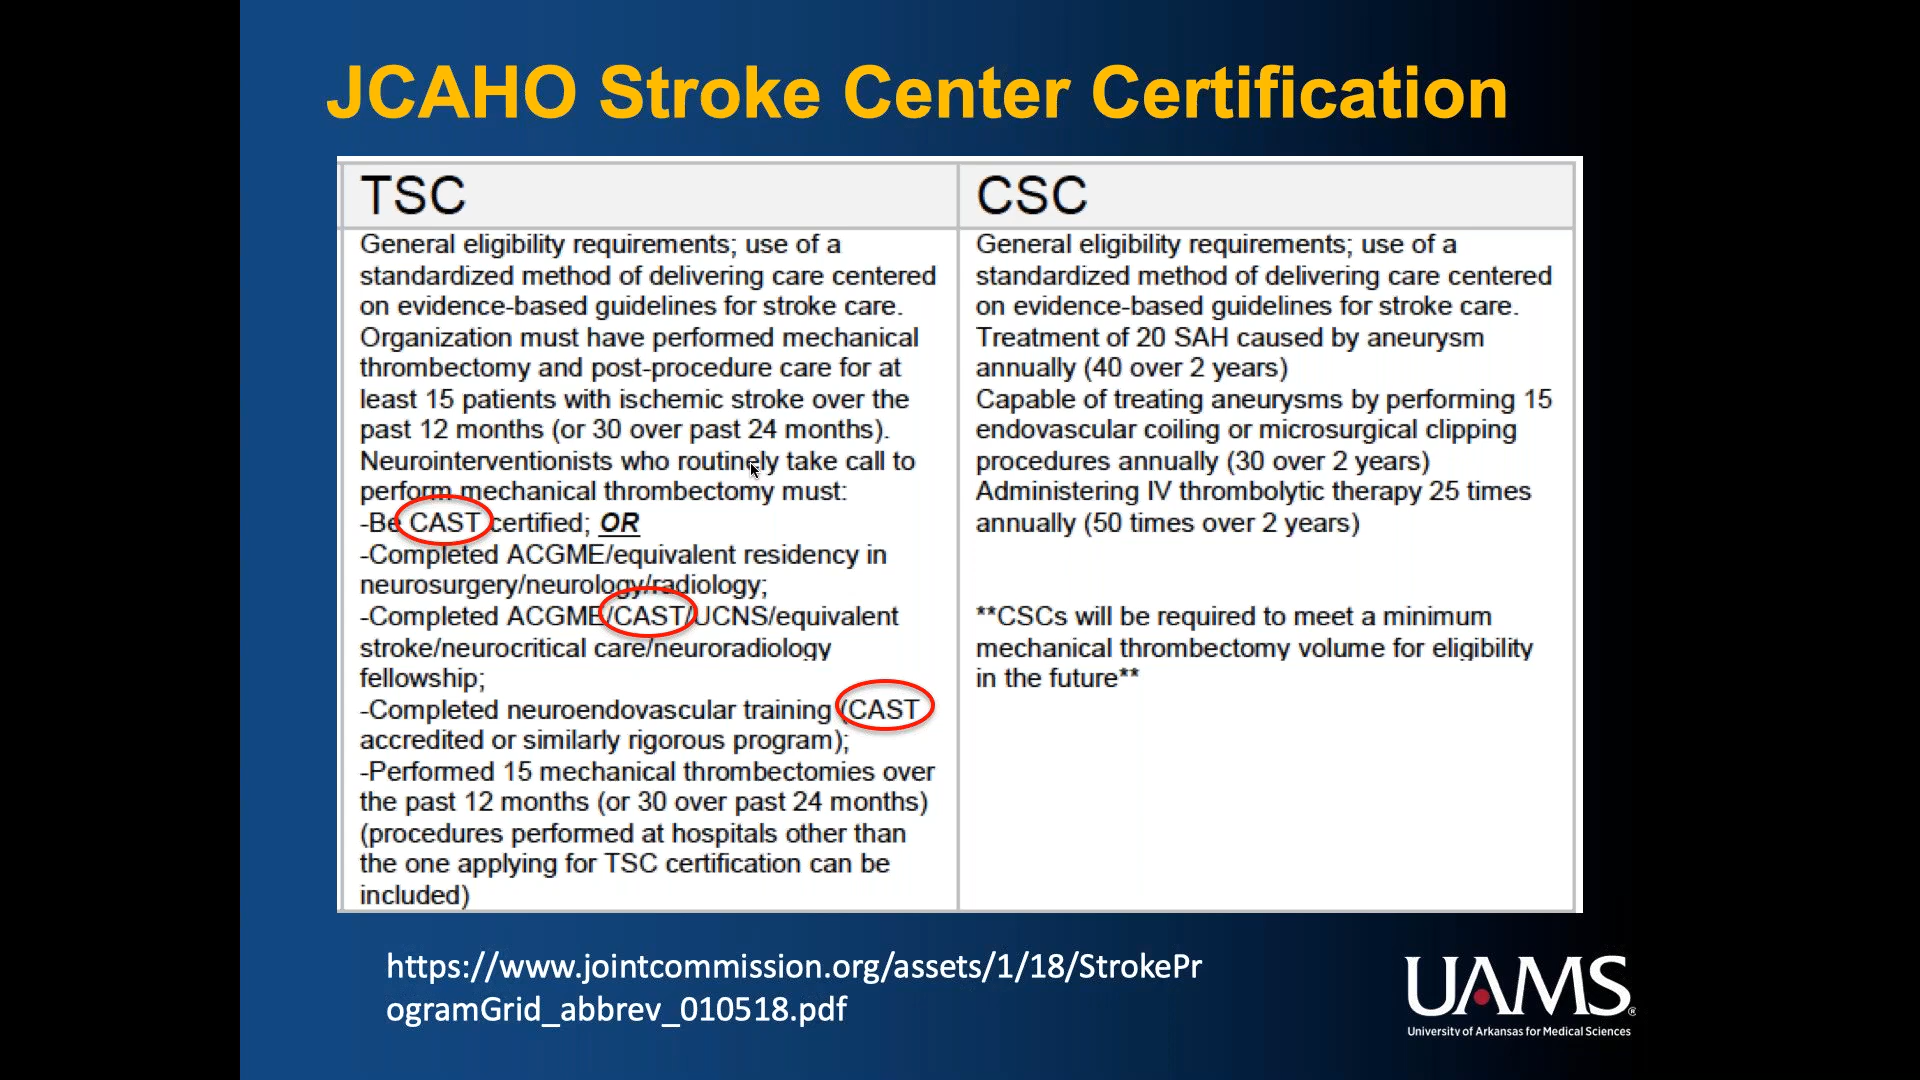 JCAHO Stroke Center Certification
TSC
General eligibility requirements; use of a
standardized method of delivering care centered
on evidence-based guidelines for stroke care.
Organization must have performed mechanical
thrombectomy and post-procedure care for at
least 15 patients with ischemic stroke over the
past 12 months (or 30 over past 24 months).
Neurointerventionists who routinely take call to
perform mechanical thrombectomy must:
-Be CAST certified; OR
-Completed ACGME/equivalent residency in
neurosurgery/neurology/radiology;
-Completed ACGME/CAST/UCNS/equivalent
stroke/neurocritical care/neuroradiology
fellowship;
-Completed neuroendovascular training (CAST
accredited or similarly rigorous program);
-Performed 15 mechanical thrombectomies over
the past 12 months (or 30 over past 24 months)
(procedures performed at hospitals other than
the one applying for TSC certification can be
included)
CSC
General eligibility requirements; use of a
standardized method of delivering care centered
on evidence-based guidelines for stroke care.
Treatment of 20 SAH caused by aneurysm
annually (40 over 2 years)
Capable of treating aneurysms by performing 15
endovascular coiling or microsurgical clipping
procedures annually (30 over 2 years)
Administering IV thrombolytic therapy 25 times
annually (50 times over 2 years)
**CSCs will be required to meet a minimum
mechanical thrombectomy volume for eligibility
in the future**
https://www.jointcommission.org/assets/1/18/StrokePr
ogramGrid_abbrev_010518.pdf
UAMS®
University of Arkansas for Medical Sciences